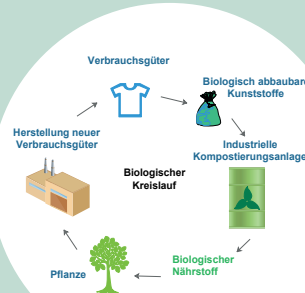 Verbrauchsgüter
Biologisch abbaubare
Kunststoffe
Herstellung neuer
Verbrauchsgüter
Industrielle
Kompostierungsanlage
Biologischer
Kreislauf
Biologischer
Nährstoff
Pflanze